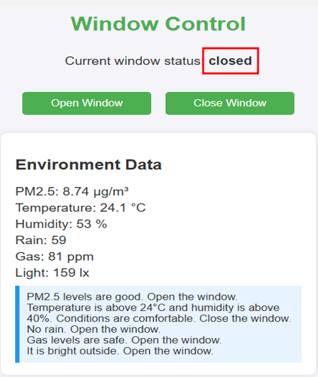 Window Control
Current window status closed
Open Window
Close Window
Environment Data
PM2.5: 8.74 µg/m³
Temperature: 24.1 °C
Humidity: 53 %
Rain: 59
Gas: 81 ppm
Light: 159 lx
PM2.5 levels are good. Open the window.
Temperature is above 24°C and humidity is above
40%. Conditions are comfortable. Close the window.
No rain. Open the window.
Gas levels are safe. Open the window.
It is bright outside. Open the window.